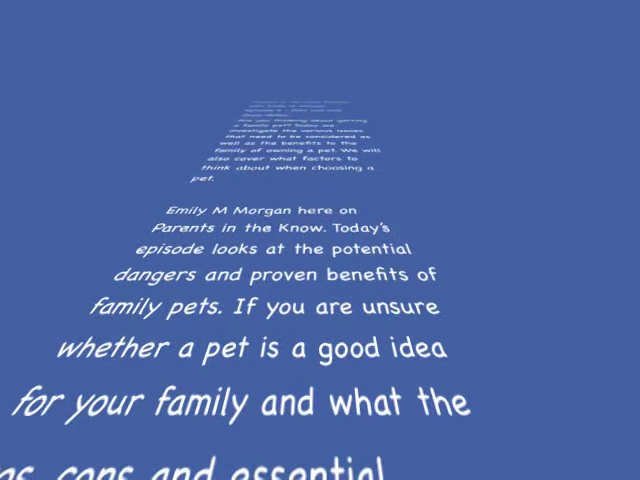 Are you thinking about getting
a family pet? Today we
investigate the various issues
that need to be considered as
well as the benefits to the
family of owning a pet. We will
also cover what factors to
think about when choosing a
pet.
Emily M Morgan here on
Parents in the Know. Today's
episode looks at the potential
dangers and proven benefits of
family pets. If you are unsure
whether a pet is a good idea
for your family and what the
cons and essential